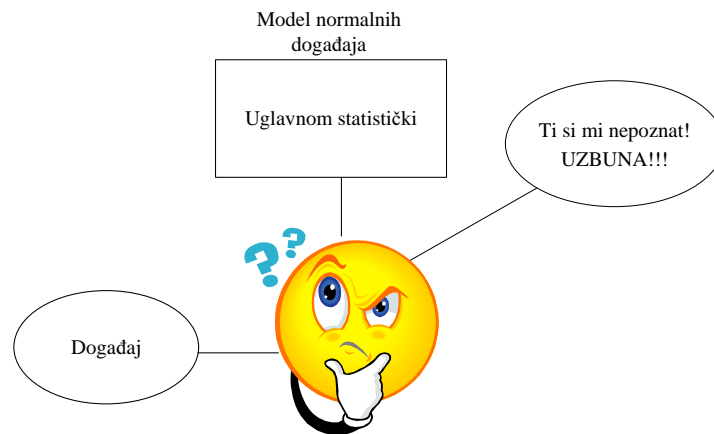 Model normalnih
događaja
Uglavnom statistički
Ti si mi nepoznat!
UZBUNA!!!
??
Događaj